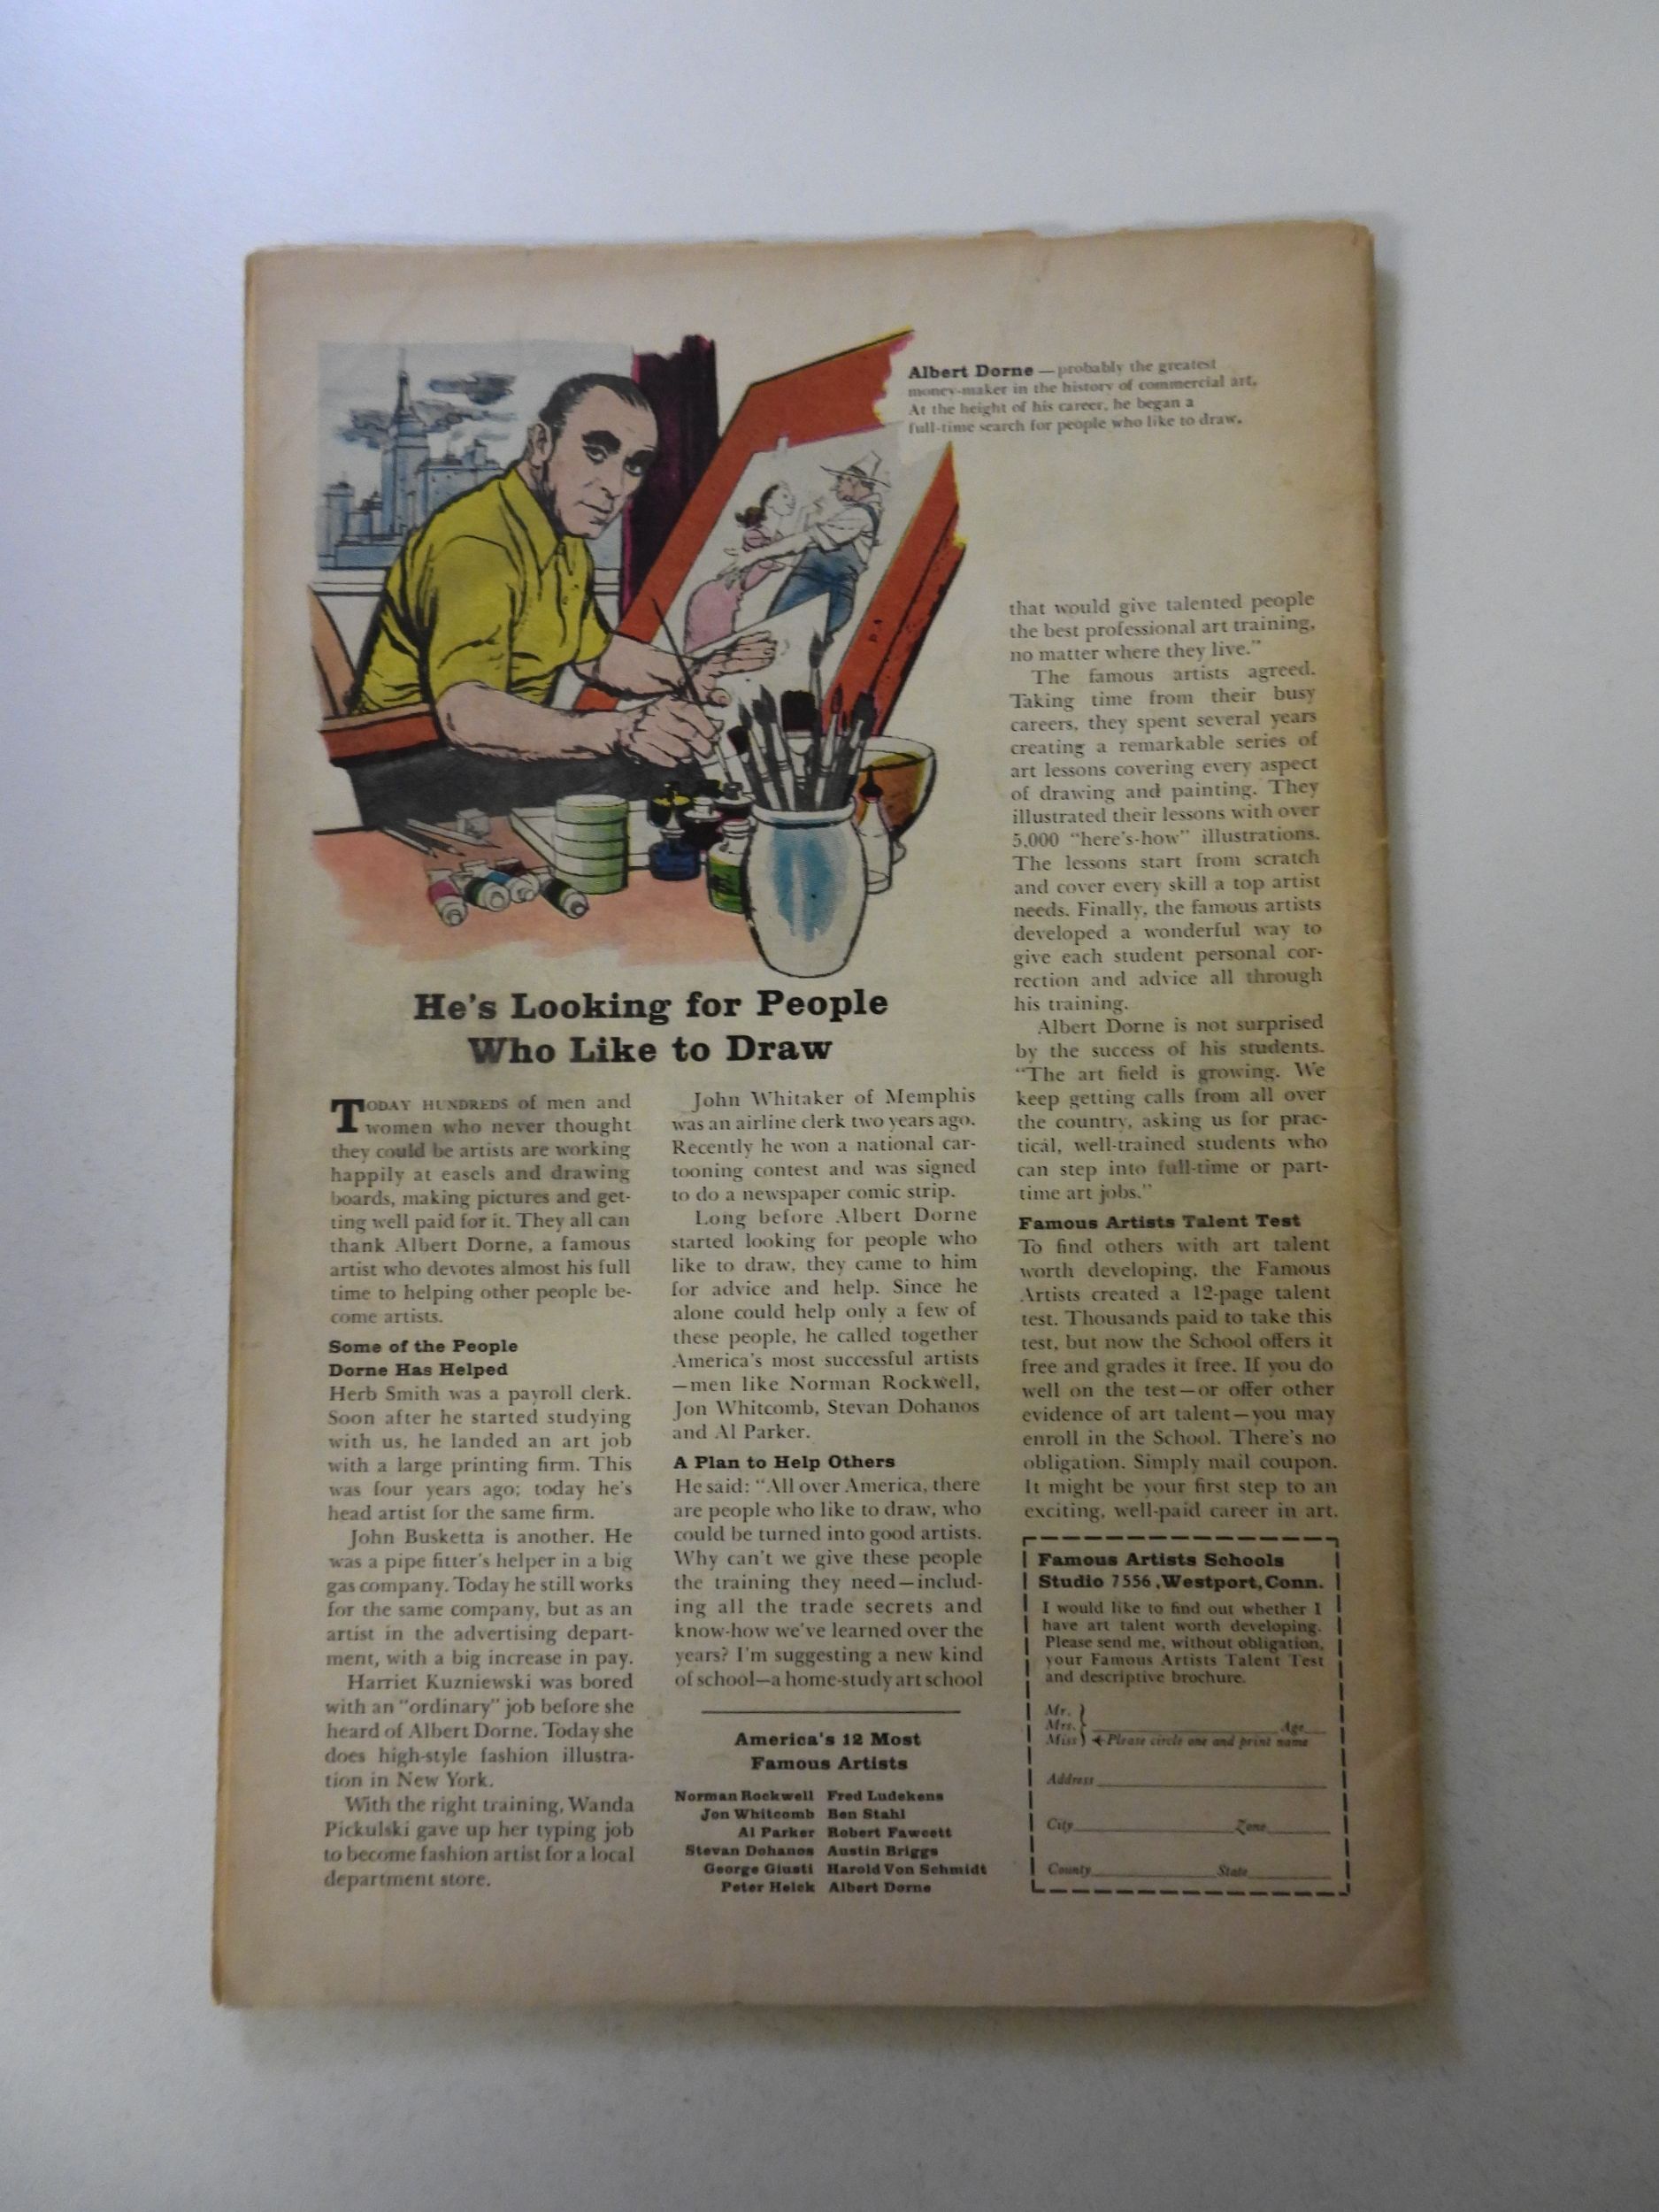 Albert Dorne — probably the greatest
money-maker in the history of commercial art.
At the height of his career, he began a
full-time search for people who like to draw.
He's Looking for People
Who Like to Draw
TODAY HUNDREDS of men and
women who never thought
they could be artists are working
happily at easels and drawing
boards, making pictures and get-
ting well paid for it. They all can
thank Albert Dorne, a famous
artist who devotes almost his full
time to helping other people be-
come artists.
Some of the People
Dorne Has Helped
Herb Smith was a payroll clerk.
Soon after he started studying
with us, he landed an art job
with a large printing firm. This
was four years ago; today he's
head artist for the same firm.
John Busketta is another. He
was a pipe fitter's helper in a big
gas company. Today he still works
for the same company, but as an
artist in the advertising depart-
ment, with a big increase in pay.
Harriet Kuzniewski was bored
with an "ordinary" job before she
heard of Albert Dorne. Today she
does high-style fashion illustra-
tion in New York.
With the right training, Wanda
Pickulski gave up her typing job
to become fashion artist for a local
department store.
John Whitaker of Memphis
was an airline clerk two years ago.
Recently he won a national car-
tooning contest and was signed
to do a newspaper comic strip.
Long before Albert Dorne
started looking for people who
like to draw, they came to him
for advice and help. Since he
alone could help only a few of
these people, he called together
America's most successful artists
—men like Norman Rockwell,
Jon Whitcomb, Stevan Dohanos
and Al Parker.
A Plan to Help Others
He said: "All over America, there
are people who like to draw, who
could be turned into good artists.
Why can't we give these people
the training they need—includ-
ing all the trade secrets and
know-how we've learned over the
years? I'm suggesting a new kind
of school—a home-study art school
America's 12 Most
Famous Artists
Norman Rockwell Fred Ludekens
Jon Whitcomb Ben Stahl
Al Parker Robert Fawcett
Stevan Dohanos Austin Briggs
George Giusti Harold Von Schmidt
Peter Helck Albert Dorne
that would give talented people
the best professional art training,
no matter where they live."
The famous artists agreed.
Taking time from their busy
careers, they spent several years
creating a remarkable series of
art lessons covering every aspect
of drawing and painting. They
illustrated their lessons with over
5,000 "here's-how" illustrations.
The lessons start from scratch
and cover every skill a top artist
needs. Finally, the famous artists
developed a wonderful way to
give each student personal cor-
rection and advice all through
his training.
Albert Dorne is not surprised
by the success of his students.
"The art field is growing. We
keep getting calls from all over
the country, asking us for prac-
tical, well-trained students who
can step into full-time or part-
time art jobs."
Famous Artists Talent Test
To find others with art talent
worth developing, the Famous
Artists created a 12-page talent
test. Thousands paid to take this
test, but now the School offers it
free and grades it free. If you do
well on the test—or offer other
evidence of art talent—you may
enroll in the School. There's no
obligation. Simply mail coupon.
It might be your first step to an
exciting, well-paid career in art.
Famous Artists Schools
Studio 7556, Westport, Conn.
I would like to find out whether I
have art talent worth developing.
Please send me, without obligation,
your Famous Artists Talent Test
and descriptive brochure.
Mr.
Mrs. Age
Miss Please circle one and print name
Address
City Zone
County State